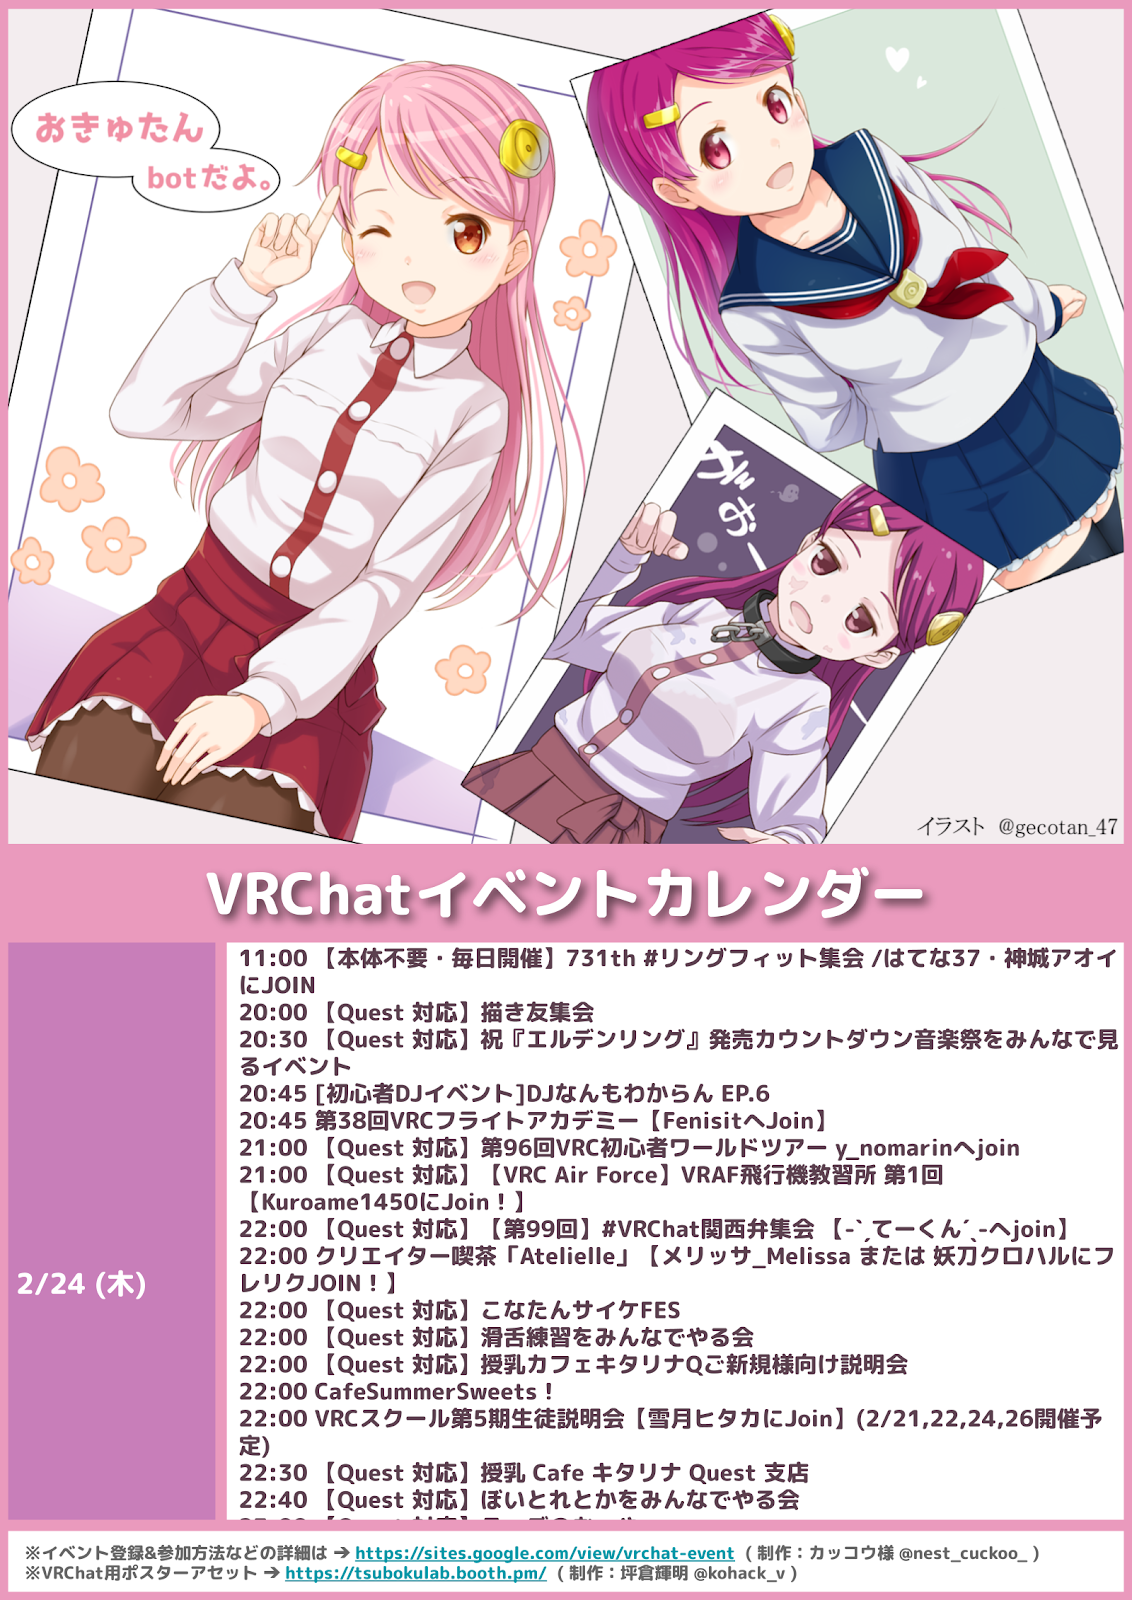 おきゅたん
botだよ。
がおー
イラスト @gecotan_47
VRChatイベントカレンダー
2/24 (木)
11:00 【本体不要・毎日開催】731th #リングフィット集会 /はてな37・神城アオイ
にJOIN
20:00 【Quest 対応】描き友集会
20:30 【Quest 対応】祝『エルデンリング』発売カウントダウン音楽祭をみんなで見
るイベント
20:45 [初心者DJイベント]DJなんもわからん EP.6
20:45 第38回VRCフライトアカデミー【FenisitへJoin】
21:00 【Quest 対応】第96回VRC初心者ワールドツアー y_nomarinへjoin
21:00 【Quest 対応】【VRC Air Force】VRAF飛行機教習所 第1回
【Kuroame1450にJoin！】
22:00 【Quest 対応】【第99回】#VRChat関西弁集会 【-`ˏてーくんˊˎ-へjoin】
22:00 クリエイター喫茶「Atelielle」【メリッサ_Melissa または 妖刀クロハルにフ
レリクJOIN！】
22:00 【Quest 対応】こなたんサイケFES
22:00 【Quest 対応】滑舌練習をみんなでやる会
22:00 【Quest 対応】授乳カフェキタリナQご新規様向け説明会
22:00 CafeSummerSweets！
22:00 VRCスクール第5期生徒説明会【雪月ヒタカにJoin】(2/21,22,24,26開催予
定)
22:30 【Quest 対応】授乳 Cafe キタリナ Quest 支店
22:40 【Quest 対応】ぽいとれとかをみんなでやる会
※イベント登録&参加方法などの詳細は ➔ https://sites.google.com/view/vrchat-event （ 制作：カッコウ様 @nest_cuckoo_ ）
※VRChat用ポスターアセット ➔ https://tsubokulab.booth.pm/ （ 制作：坪倉輝明 @kohack_v ）